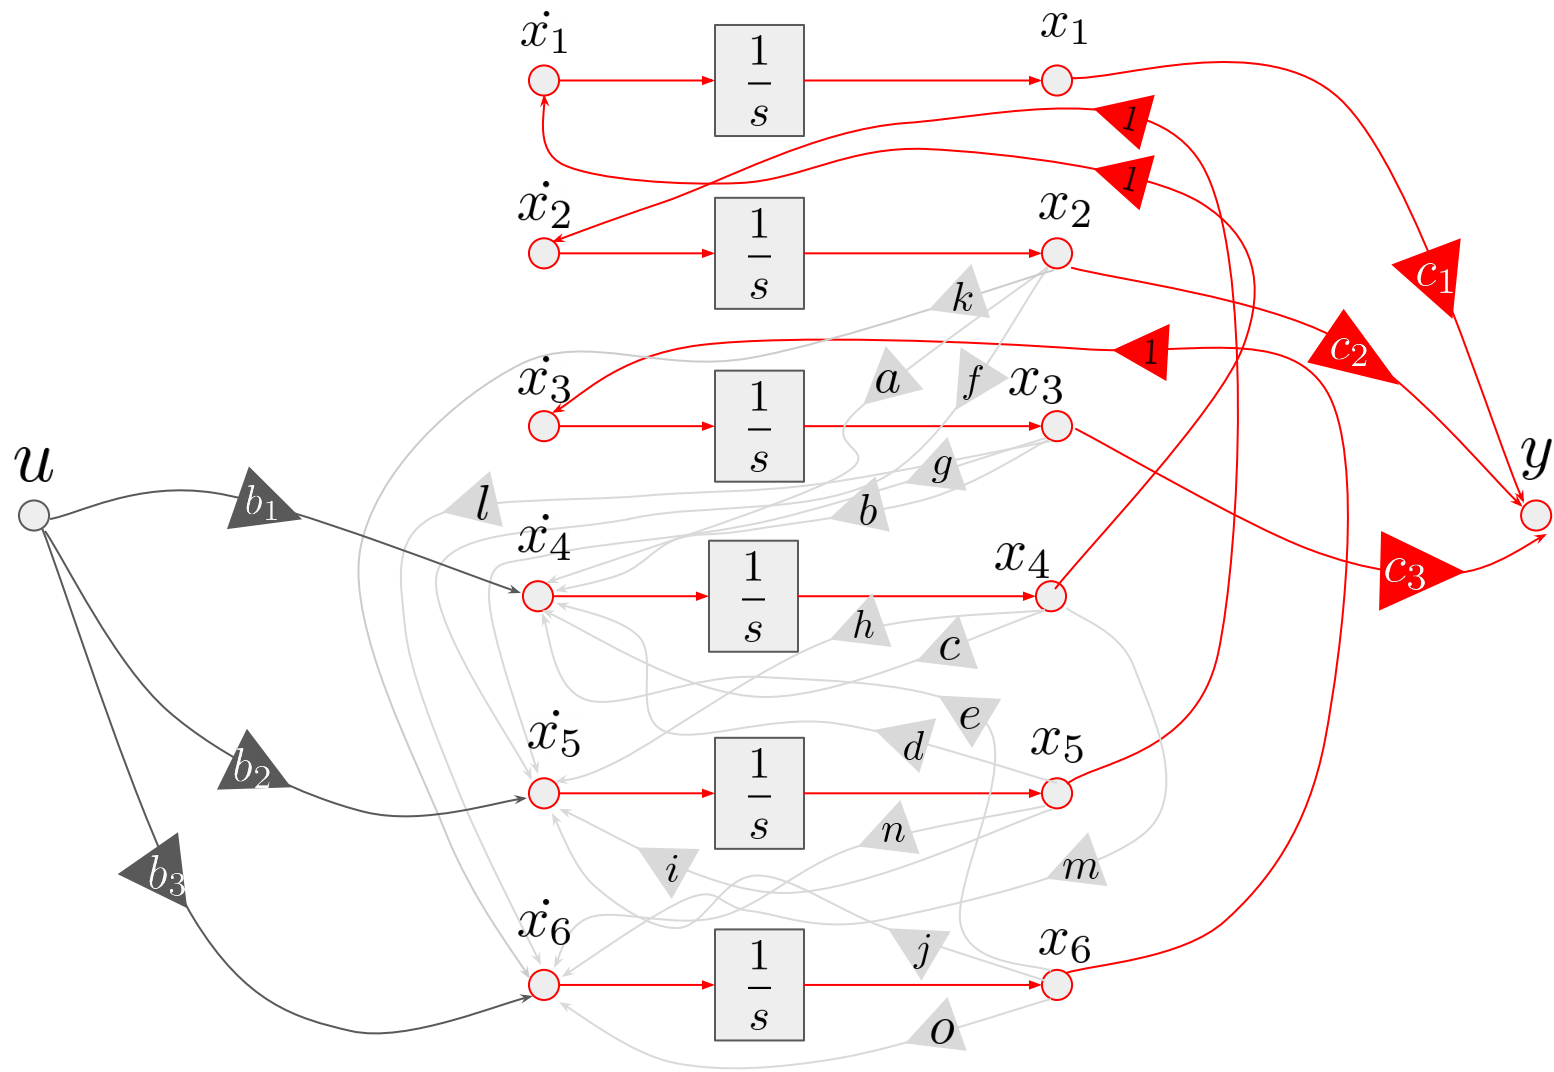 ẋ₁ 1/s x₁
1
1
ẋ₂ 1/s x₂
c₁
k
1
c₂
ẋ₃ 1/s a f x₃
u y
b₁ l g
b
ẋ₄ 1/s x₄
c₃
h
c
e
ẋ₅ 1/s d x₅
b₂
n
b₃ i m
ẋ₆ 1/s j x₆
o